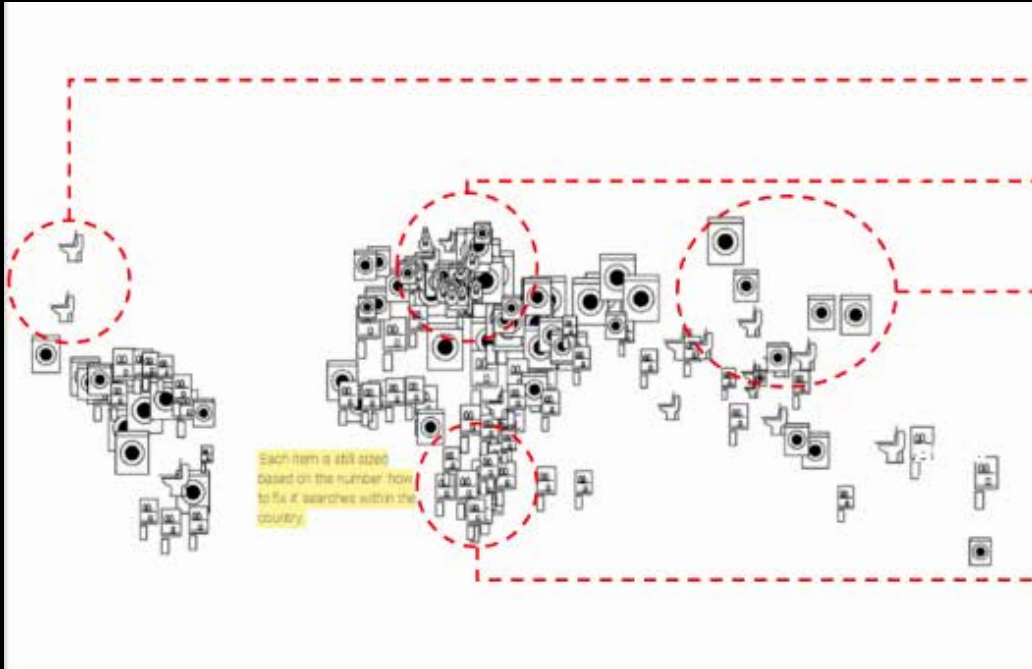 Each item is still sized
based on the number how
to fix it' searches within the
country.